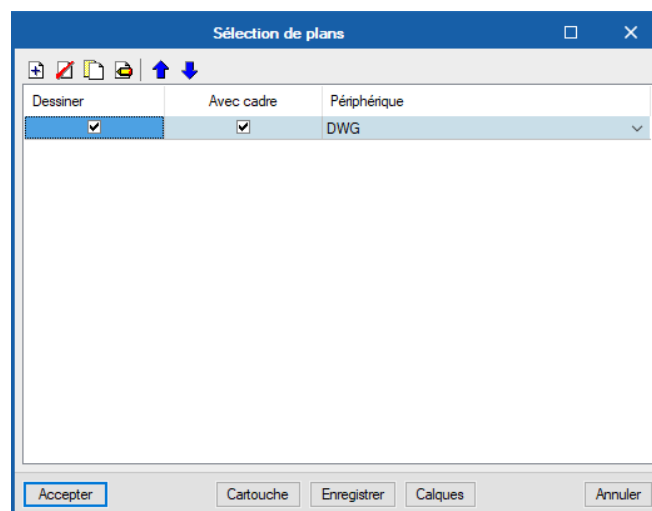 Sélection de plans
Dessiner Avec cadre Périphérique
DWG
Accepter Cartouche Enregistrer Calques Annuler